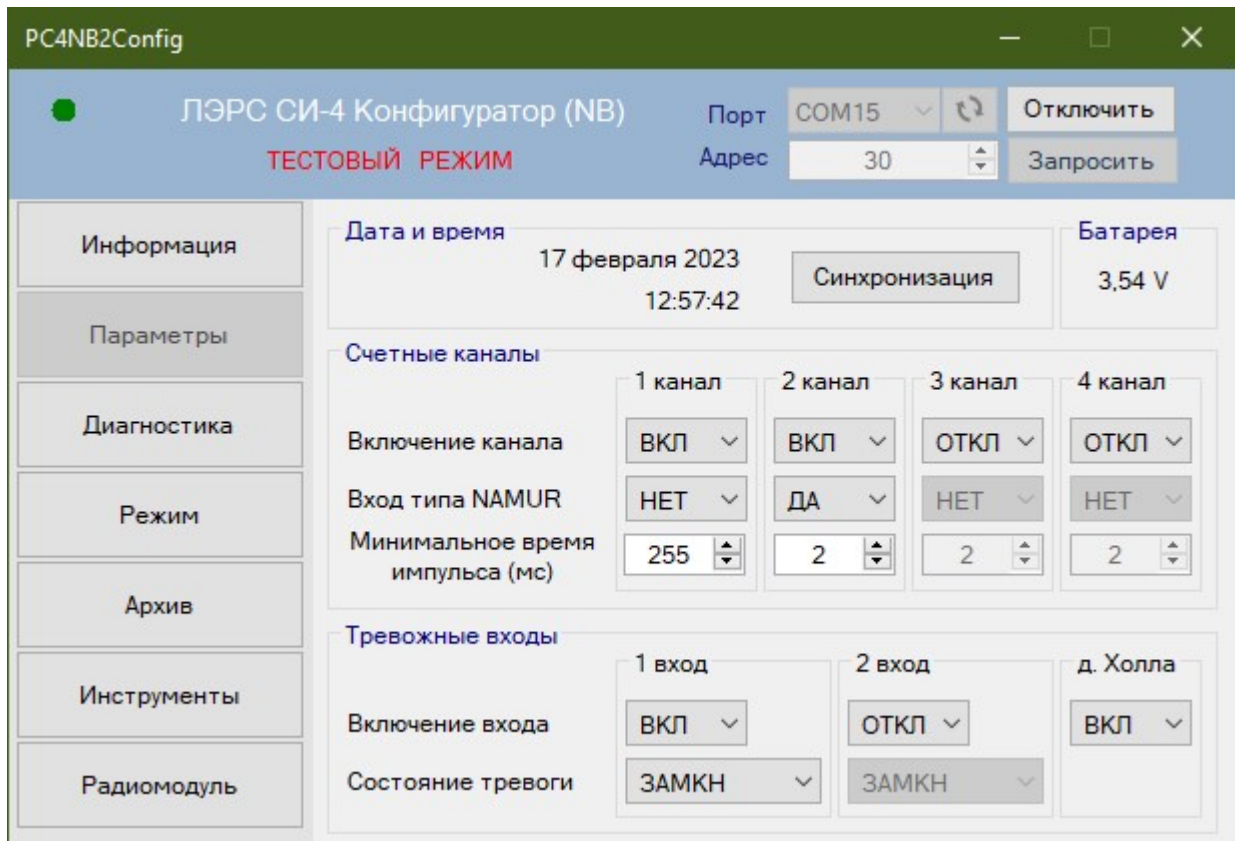 PC4NB2Config
ЛЭРС СИ-4 Конфигуратор (NB)
ТЕСТОВЫЙ РЕЖИМ
Порт COM15 Отключить
Адрес 30 Запросить
Информация
Параметры
Диагностика
Режим
Архив
Инструменты
Радиомодуль
Дата и время
17 февраля 2023
12:57:42
Синхронизация
Батарея
3,54 V
Счетные каналы
1 канал 2 канал 3 канал 4 канал
Включение канала ВКЛ ВКЛ ОТКЛ ОТКЛ
Вход типа NAMUR НЕТ ДА НЕТ НЕТ
Минимальное время
импульса (мс) 255 2 2 2
Тревожные входы
1 вход 2 вход д. Холла
Включение входа ВКЛ ОТКЛ ВКЛ
Состояние тревоги ЗАМКН ЗАМКН